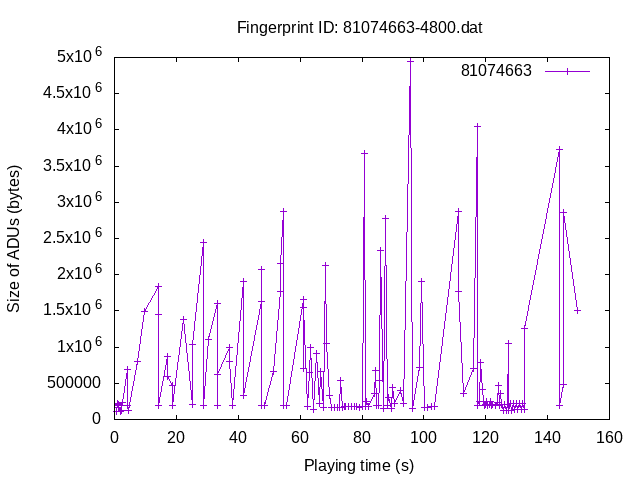 Fingerprint ID: 81074663-4800.dat
81074663
5x10^6
4.5x10^6
4x10^6
3.5x10^6
3x10^6
2.5x10^6
2x10^6
1.5x10^6
1x10^6
500000
0
Size of ADUs (bytes)
0 20 40 60 80 100 120 140 160
Playing time (s)